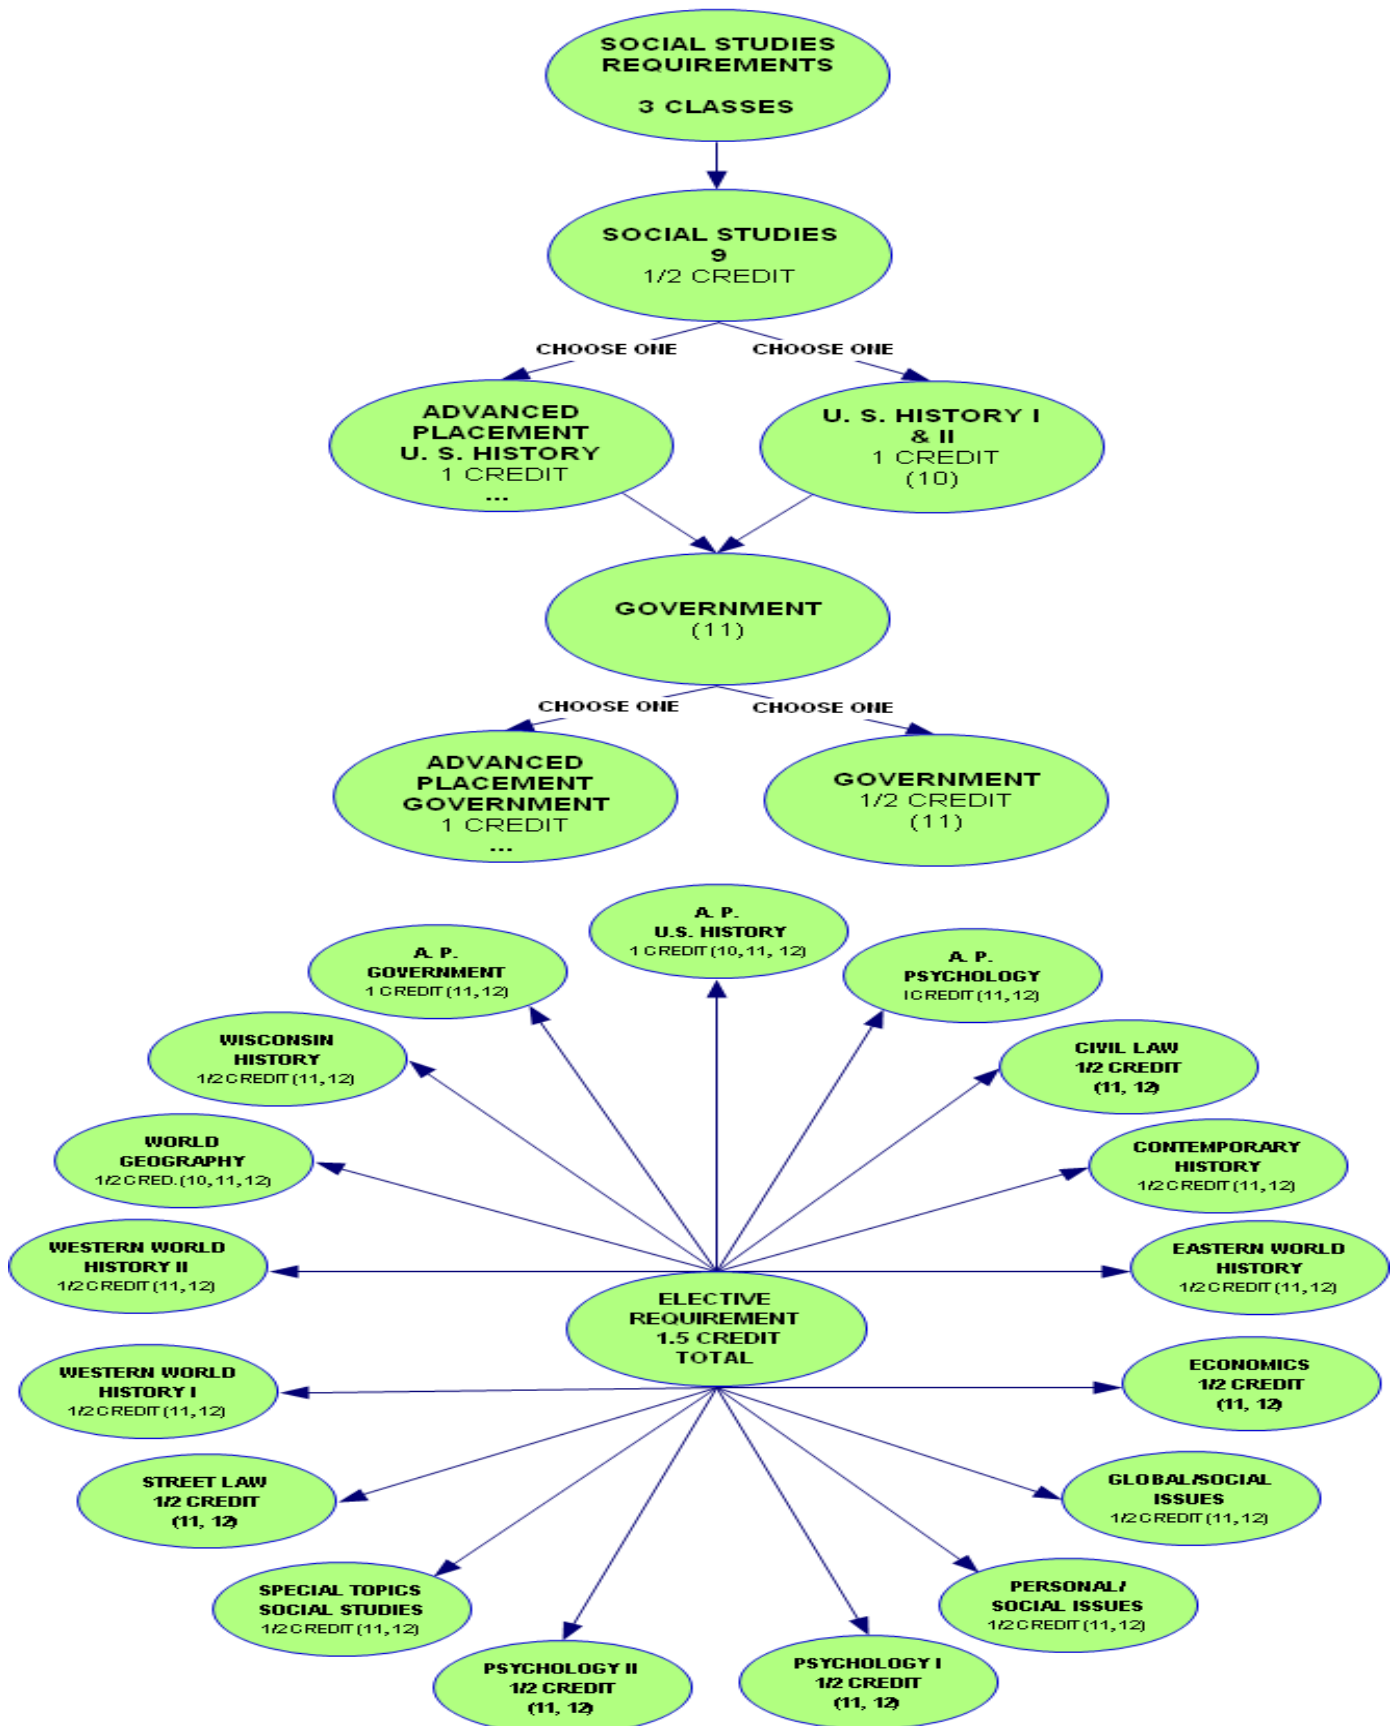 SOCIAL STUDIES
REQUIREMENTS
3 CLASSES
SOCIAL STUDIES
9
1/2 CREDIT
CHOOSE ONE
CHOOSE ONE
ADVANCED
PLACEMENT
U. S. HISTORY
1 CREDIT
...
U. S. HISTORY I
& II
1 CREDIT
(10)
GOVERNMENT
(11)
CHOOSE ONE
CHOOSE ONE
ADVANCED
PLACEMENT
GOVERNMENT
1 CREDIT
...
GOVERNMENT
1/2 CREDIT
(11)
A. P.
U.S. HISTORY
1 CREDIT (10, 11, 12)
A. P.
GOVERNMENT
1 CREDIT (11, 12)
A. P.
PSYCHOLOGY
I CREDIT (11, 12)
WISCONSIN
HISTORY
1/2 CREDIT (11, 12)
CIVIL LAW
1/2 CREDIT
(11, 12)
WORLD
GEOGRAPHY
1/2 CRED. (10, 11, 12)
CONTEMPORARY
HISTORY
1/2 CREDIT (11, 12)
WESTERN WORLD
HISTORY II
1/2 CREDIT (11, 12)
EASTERN WORLD
HISTORY
1/2 CREDIT (11, 12)
ELECTIVE
REQUIREMENT
1.5 CREDIT
TOTAL
WESTERN WORLD
HISTORY I
1/2 CREDIT (11, 12)
ECONOMICS
1/2 CREDIT
(11, 12)
STREET LAW
1/2 CREDIT
(11, 12)
GLOBAL/SOCIAL
ISSUES
1/2 CREDIT (11, 12)
SPECIAL TOPICS
SOCIAL STUDIES
1/2 CREDIT (11, 12)
PERSONAL/
SOCIAL ISSUES
1/2 CREDIT (11, 12)
PSYCHOLOGY II
1/2 CREDIT
(11, 12)
PSYCHOLOGY I
1/2 CREDIT
(11, 12)